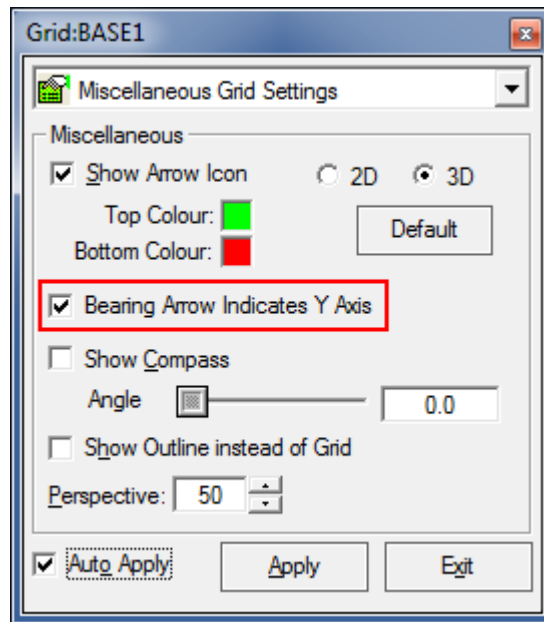 Grid:BASE1
Miscellaneous Grid Settings
Miscellaneous
Show Arrow Icon 2D 3D
Top Colour:
Default
Bottom Colour:
Bearing Arrow Indicates Y Axis
Show Compass
Angle 0.0
Show Outline instead of Grid
Perspective: 50
Auto Apply Apply Exit